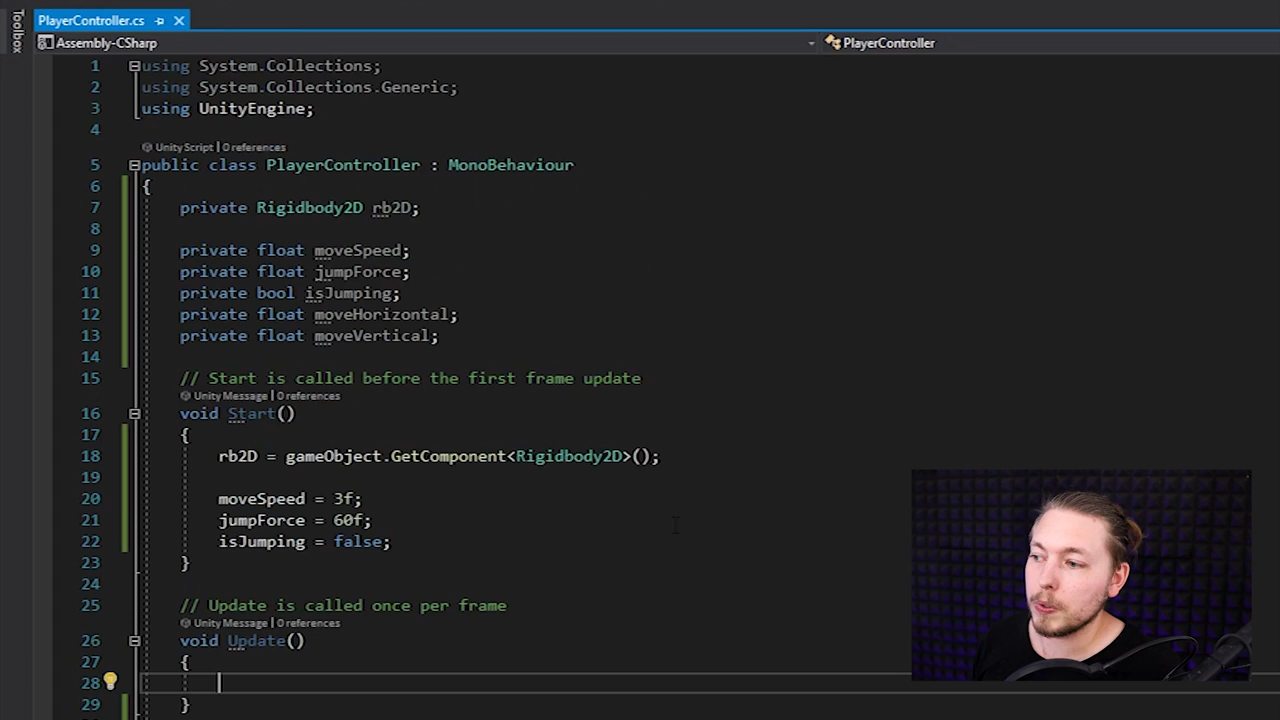 Toolbox
PlayerController.cs
Assembly-CSharp
PlayerController
1 using System.Collections;
2 using System.Collections.Generic;
3 using UnityEngine;
4
Unity Script | 0 references
5 public class PlayerController : MonoBehaviour
6 {
7 private Rigidbody2D rb2D;
8
9 private float moveSpeed;
10 private float jumpForce;
11 private bool isJumping;
12 private float moveHorizontal;
13 private float moveVertical;
14
15 // Start is called before the first frame update
Unity Message | 0 references
16 void Start()
17 {
18 rb2D = gameObject.GetComponent<Rigidbody2D>();
19
20 moveSpeed = 3f;
21 jumpForce = 60f;
22 isJumping = false;
23 }
24
25 // Update is called once per frame
Unity Message | 0 references
26 void Update()
27 {
28
29 }